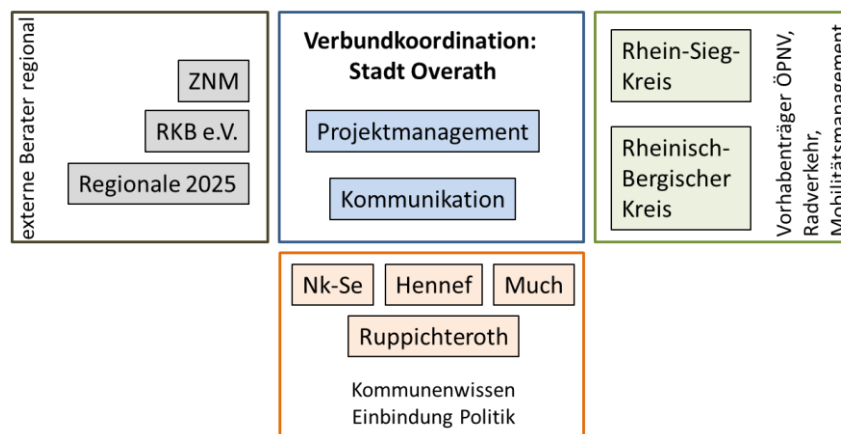 externe Berater regional
ZNM
RKB e.V.
Regionale 2025
Verbundkoordination:
Stadt Overath
Projektmanagement
Kommunikation
Rhein-Sieg-
Kreis
Rheinisch-
Bergischer
Kreis
Vorhabenträger ÖPNV,
Radverkehr,
Mobilitätsmanagement
Nk-Se
Hennef
Much
Ruppichteroth
Kommunenwissen
Einbindung Politik